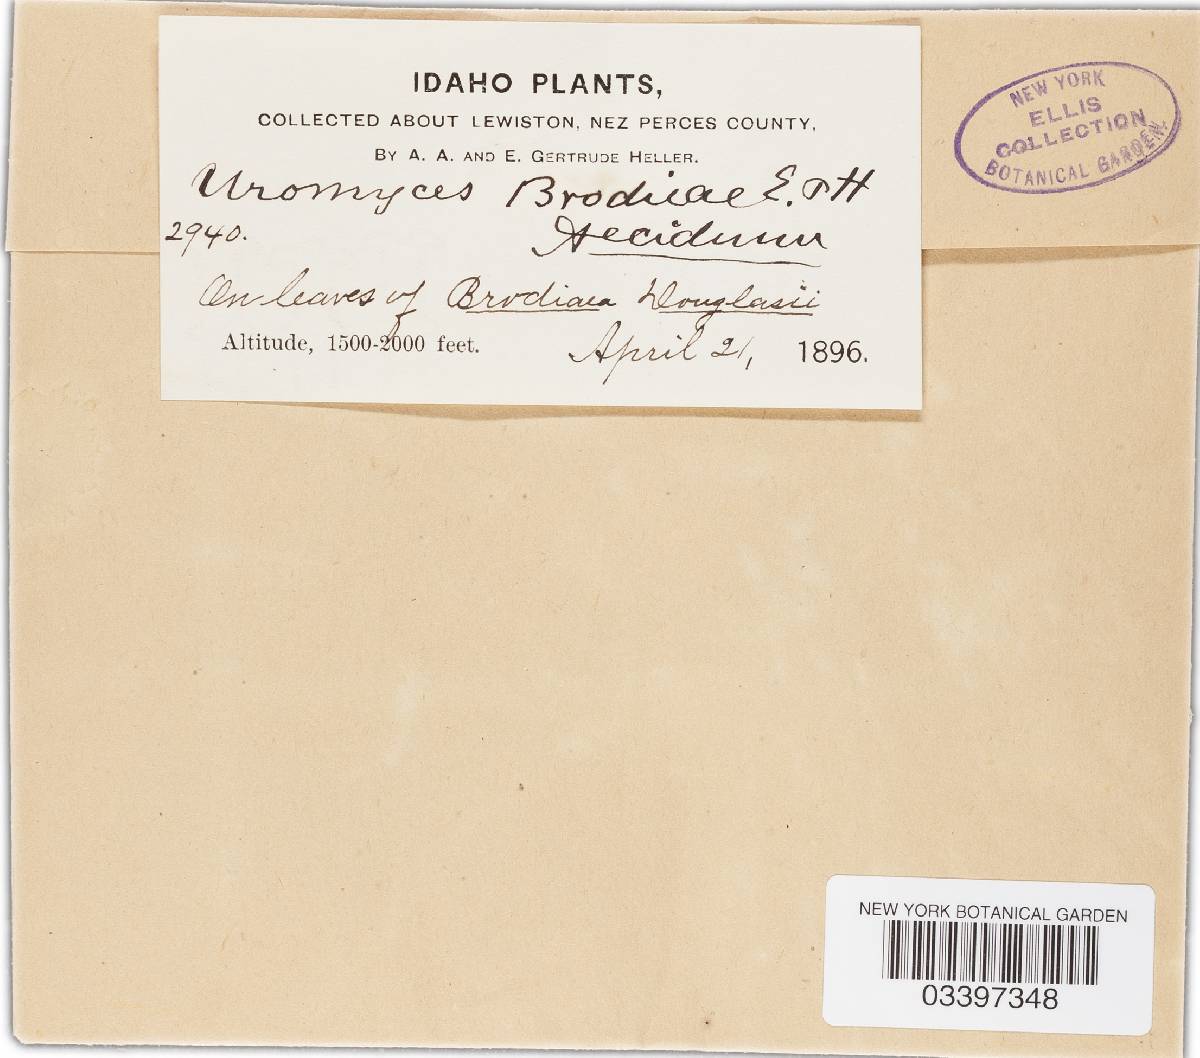 IDAHO PLANTS,
COLLECTED ABOUT LEWISTON, NEZ PERCES COUNTY,
BY A. A. AND E. GERTRUDE HELLER.
Uromyces Brodiaeae E. & H
2940. Aecidium
On leaves of Brodiaea Douglasii
Altitude, 1500-2000 feet. April 21, 1896.
NEW YORK
ELLIS
COLLECTION
BOTANICAL GARDEN.
NEW YORK BOTANICAL GARDEN
03397348